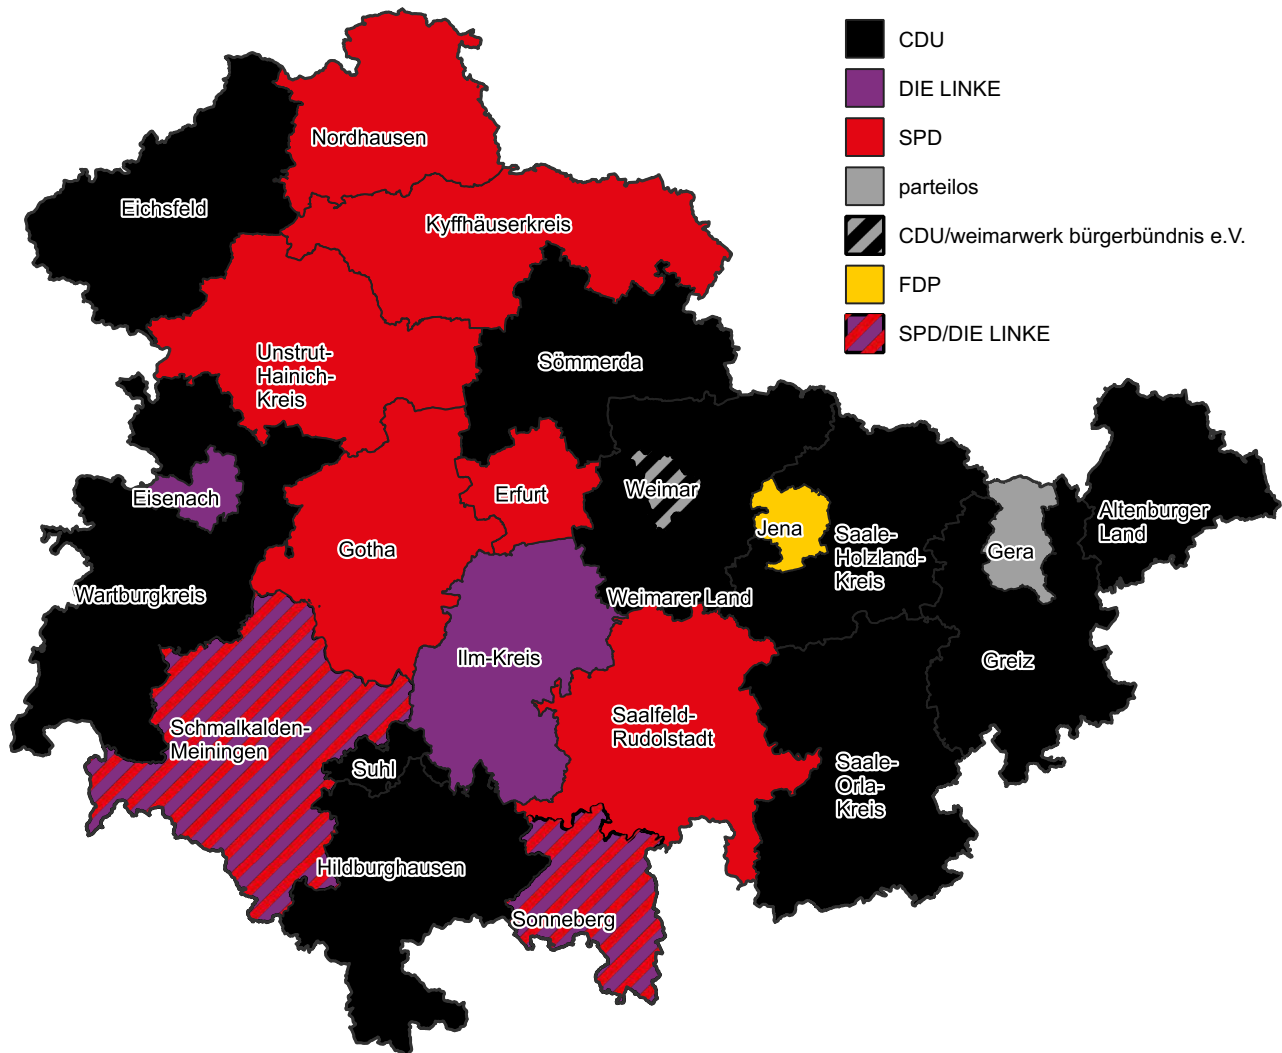 CDU
DIE LINKE
SPD
parteilos
CDU/weimarwerk bürgerbündnis e.V.
FDP
SPD/DIE LINKE
Nordhausen
Eichsfeld
Kyffhäuserkreis
Unstrut-
Hainich-
Kreis
Sömmerda
Eisenach
Erfurt
Weimar
Gotha
Jena
Saale-
Holzland-
Kreis
Gera
Altenburger
Land
Wartburgkreis
Weimarer Land
Ilm-Kreis
Greiz
Schmalkalden-
Meiningen
Saalfeld-
Rudolstadt
Suhl
Saale-
Orla-
Kreis
Hildburghausen
Sonneberg